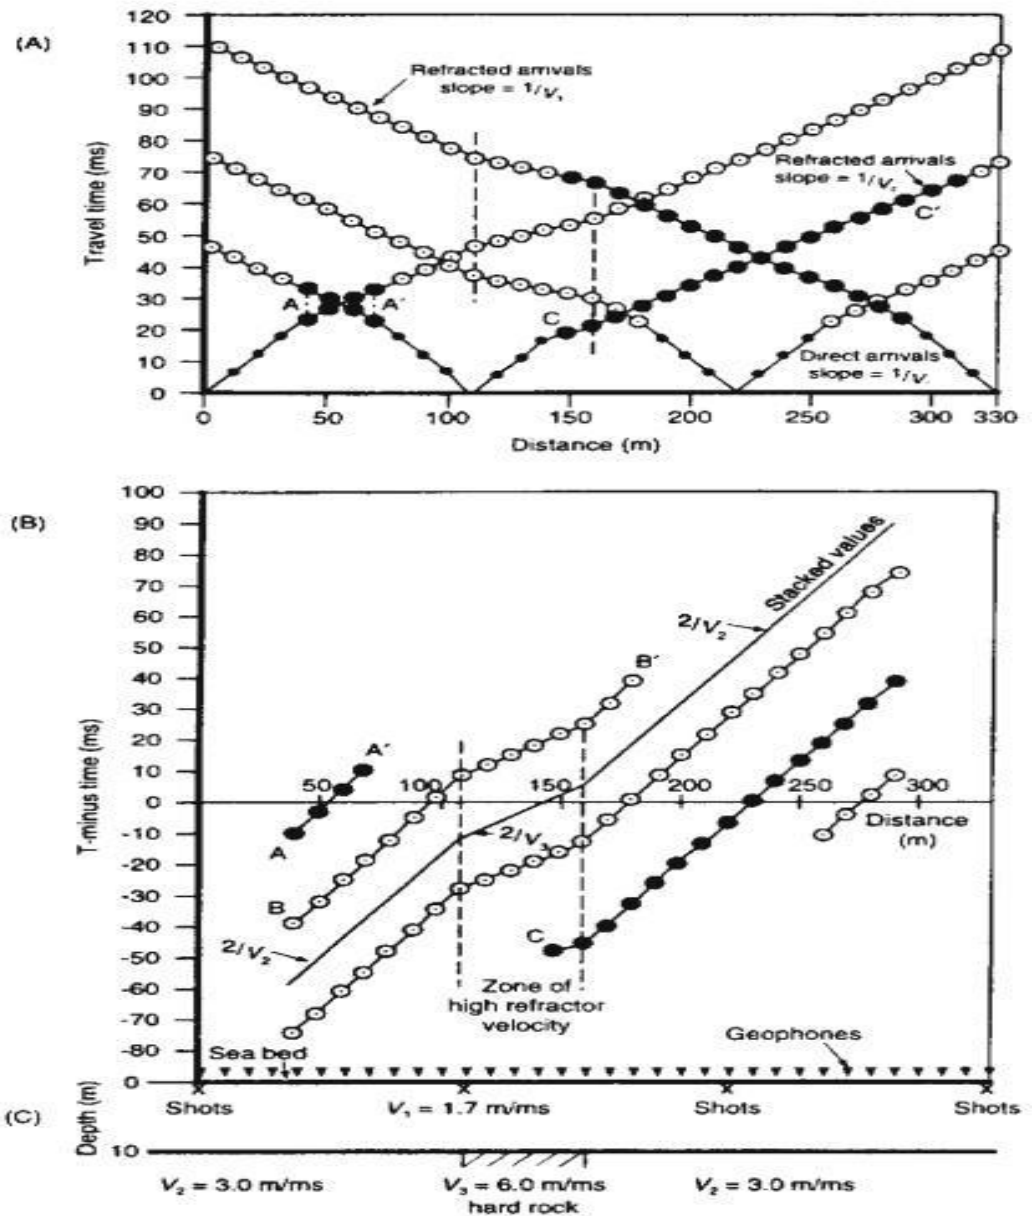 (A)
120
110
100
90
80
70
60
50
40
30
20
10
0
Travel time (ms)
Refracted arrivals
slope = 1/V₁
Refracted arrivals
slope = 1/V
C′
A
A′
C
Direct arrivals
slope = 1/V
0 50 100 150 200 250 300 330
Distance (m)
(B)
100
90
80
70
60
50
40
30
20
10
0
-10
-20
-30
-40
-50
-60
-70
-80
T-minus time (ms)
Stacked values
2/V₂
B′
A′
50 100 150 200 250 300
Distance
(m)
A
2/V₃
B
C
2/V₂
Zone of
high refractor
velocity
Geophones
Sea bed
0
Shots V₁ = 1.7 m/ms Shots Shots
(C)
Depth (m)
10
V₂ = 3.0 m/ms V₃ = 6.0 m/ms V₂ = 3.0 m/ms
hard rock